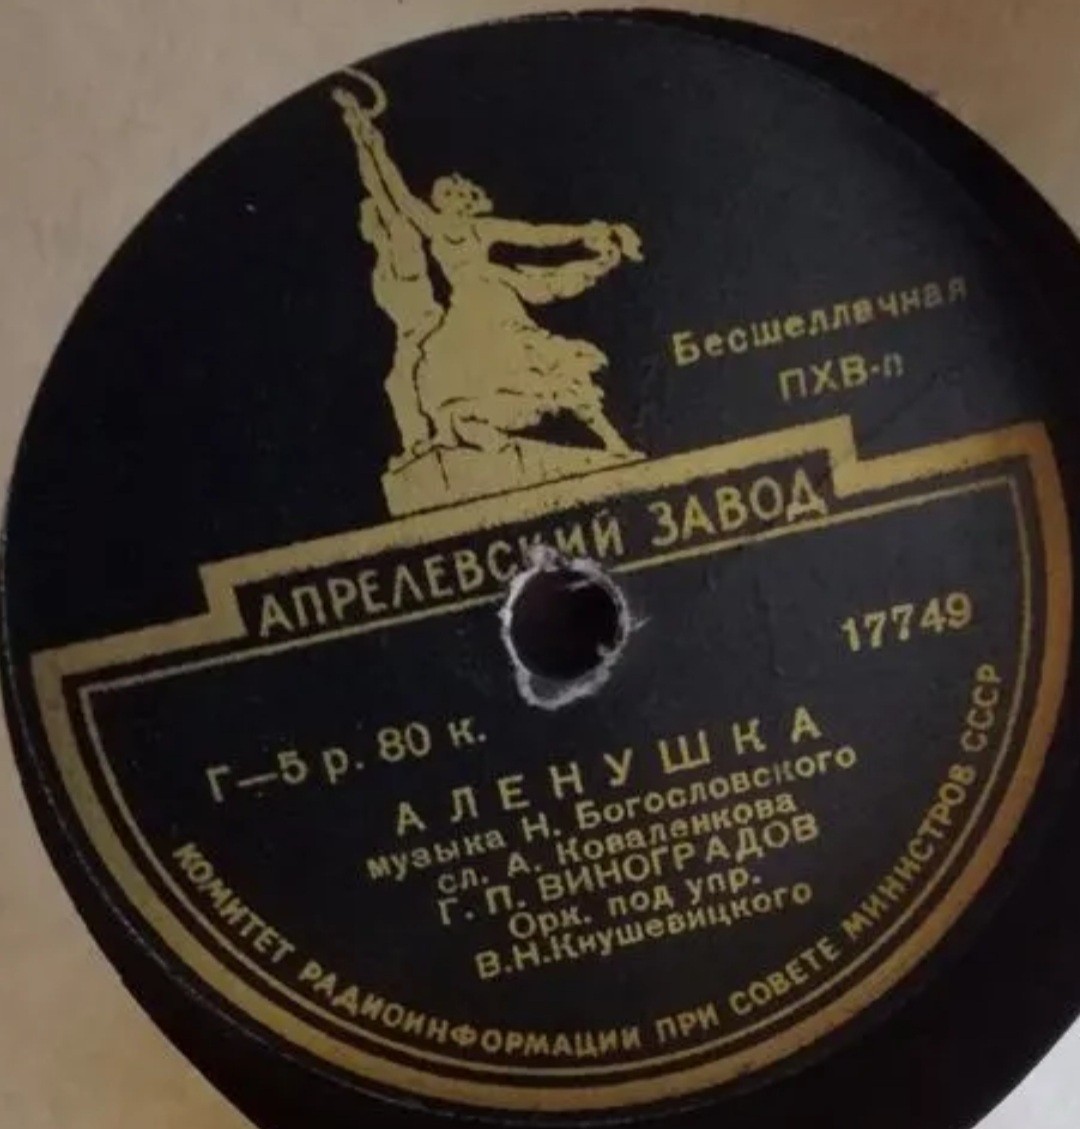 Бесшеллачная
ПХВ-п
АПРЕЛЕВСКИЙ ЗАВОД
17749
Г—5 р. 80 к.
АЛЕНУШКА
музыка Н. Богословского
сл. А. Коваленкова
Г. П. ВИНОГРАДОВ
Орк. под упр.
В.Н.Кнушевицкого
КОМИТЕТ РАДИОИНФОРМАЦИИ ПРИ СОВЕТЕ МИНИСТРОВ СССР